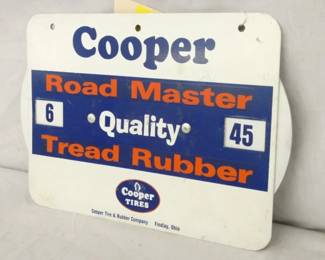 Cooper
Road Master
6 Quality 45
Tread Rubber
Cooper
TIRES
Cooper Tire & Rubber Company Findlay, Ohio